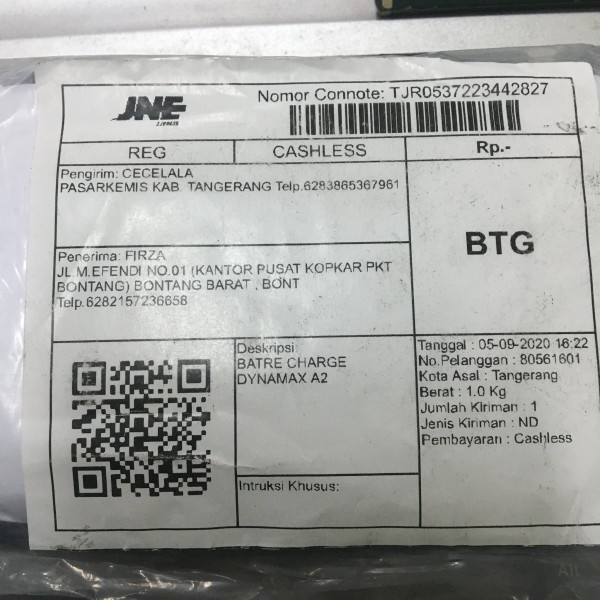 JNE
EXPRESS
Nomor Connote: TJR0537223442827
REG
CASHLESS
Rp.-
Pengirim: CECELALA
PASARKEMIS KAB. TANGERANG Telp.6283865367961
BTG
Penerima: FIRZA
JL.M.EFENDI NO.01 (KANTOR PUSAT KOPKAR PKT
BONTANG) BONTANG BARAT , BONT
Telp.6282157236658
Deskripsi:
BATRE CHARGE
DYNAMAX A2
Intruksi Khusus:
Tanggal : 05-09-2020 16:22
No.Pelanggan : 80561601
Kota Asal : Tangerang
Berat : 1.0 Kg
Jumlah Kiriman : 1
Jenis Kiriman : ND
Pembayaran : Cashless